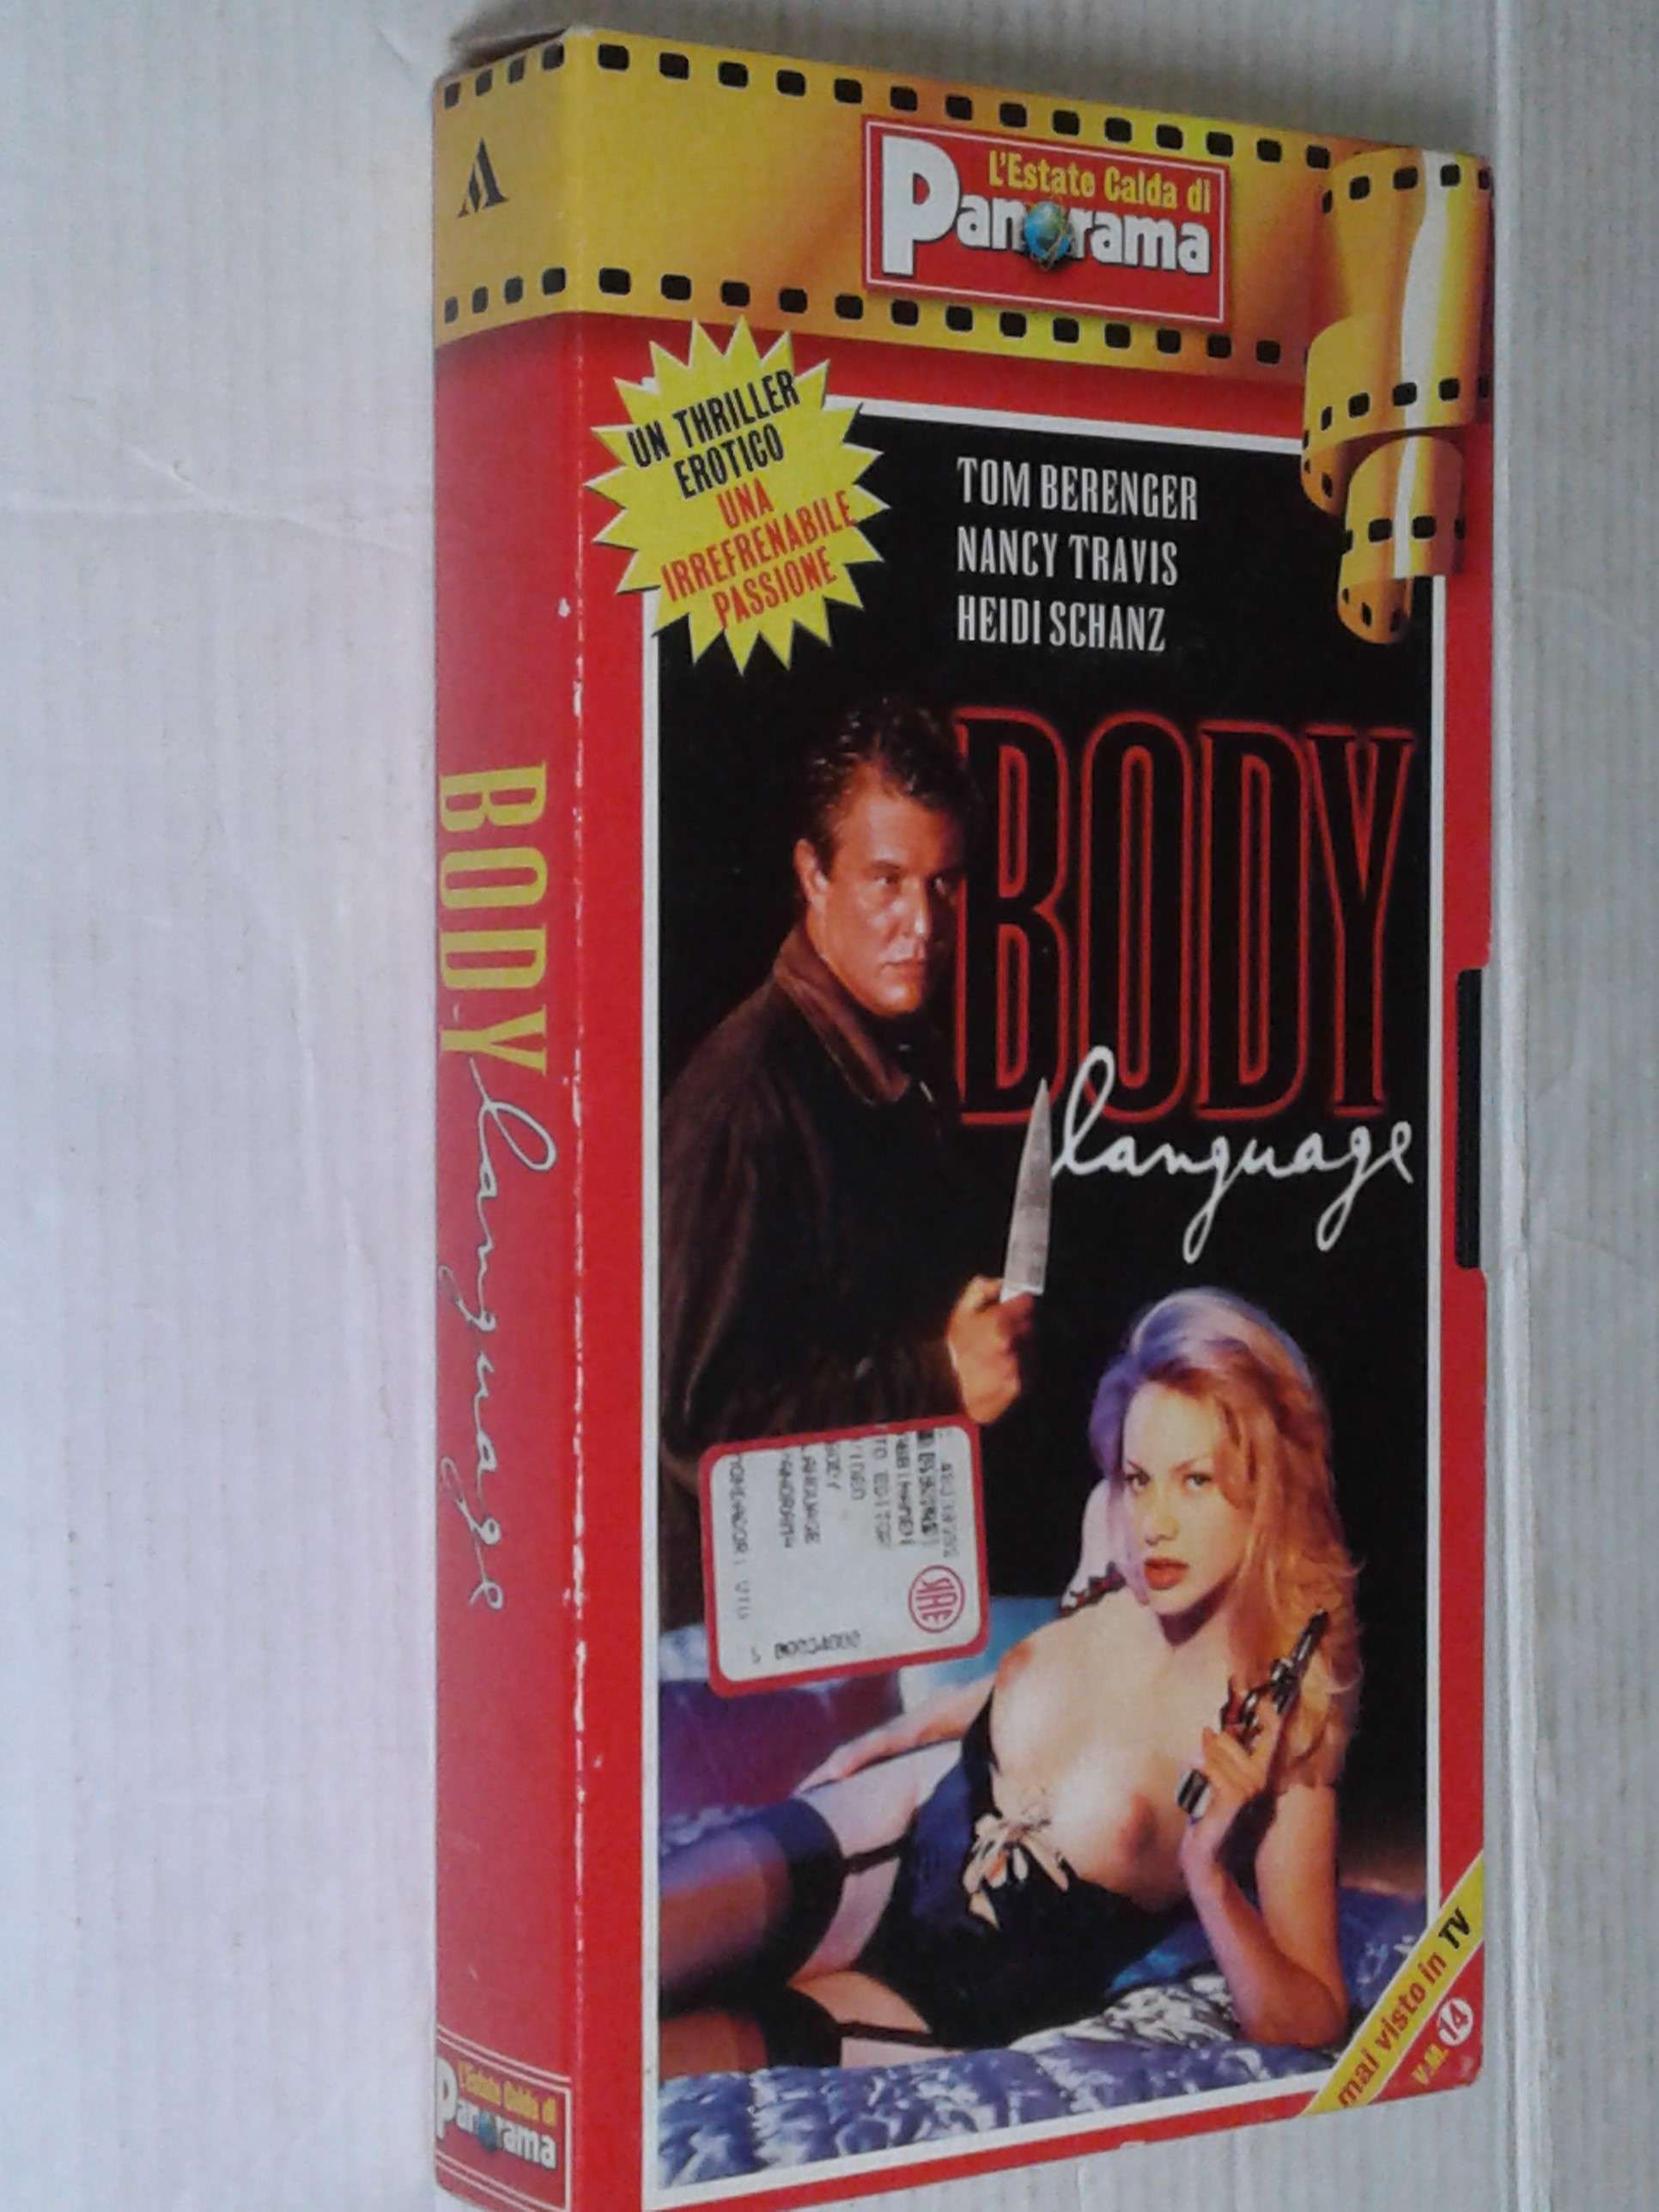 L'Estate Calda di
Panorama
UN THRILLER
EROTICO
UNA
IRREFRENABILE
PASSIONE
TOM BERENGER
NANCY TRAVIS
HEIDI SCHANZ
BODY
language
SIAE
mai visto in TV
V.M. 14
BODY language
L'Estate Calda di
Panorama